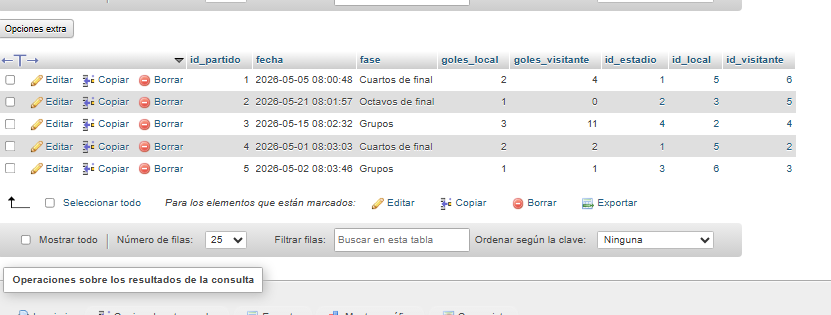 Opciones extra
←T→ id_partido fecha fase goles_local goles_visitante id_estadio id_local id_visitante
Editar Copiar Borrar 1 2026-05-05 08:00:48 Cuartos de final 2 4 1 5 6
Editar Copiar Borrar 2 2026-05-21 08:01:57 Octavos de final 1 0 2 3 5
Editar Copiar Borrar 3 2026-05-15 08:02:32 Grupos 3 11 4 2 4
Editar Copiar Borrar 4 2026-05-01 08:03:03 Cuartos de final 2 2 1 5 2
Editar Copiar Borrar 5 2026-05-02 08:03:46 Grupos 1 1 3 6 3
Seleccionar todo Para los elementos que están marcados: Editar Copiar Borrar Exportar
Mostrar todo Número de filas: 25 Filtrar filas: Buscar en esta tabla Ordenar según la clave: Ninguna
Operaciones sobre los resultados de la consulta